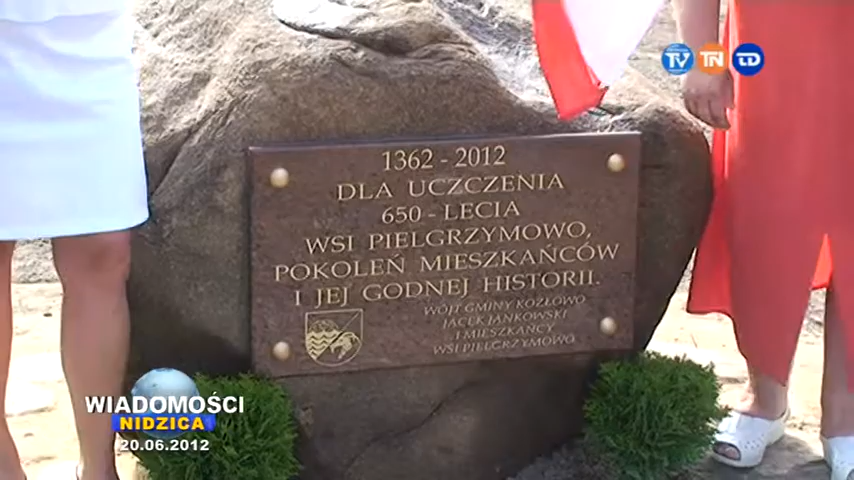 TV TN TD
1362 - 2012
DLA UCZCZENIA
650 - LECIA
WSI PIELGRZYMOWO,
POKOLEŃ MIESZKAŃCÓW
I JEJ GODNEJ HISTORII.
WÓJT GMINY KOZŁOWO
JACEK JANKOWSKI
I MIESZKAŃCY
WSI PIELGRZYMOWO
WIADOMOŚCI
NIDZICA
20.06.2012